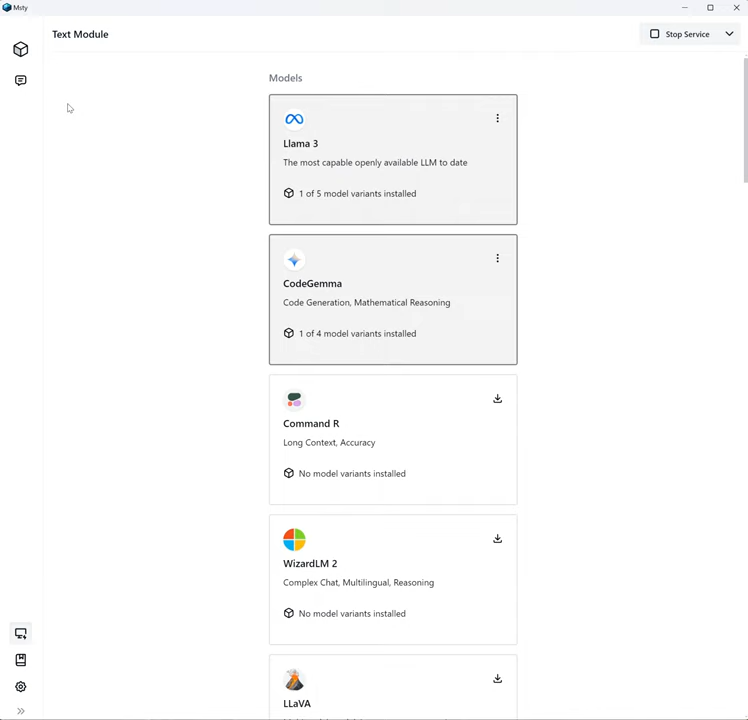 Msty
Text Module
Stop Service
Models
Llama 3
The most capable openly available LLM to date
1 of 5 model variants installed
CodeGemma
Code Generation, Mathematical Reasoning
1 of 4 model variants installed
Command R
Long Context, Accuracy
No model variants installed
WizardLM 2
Complex Chat, Multilingual, Reasoning
No model variants installed
LLaVA